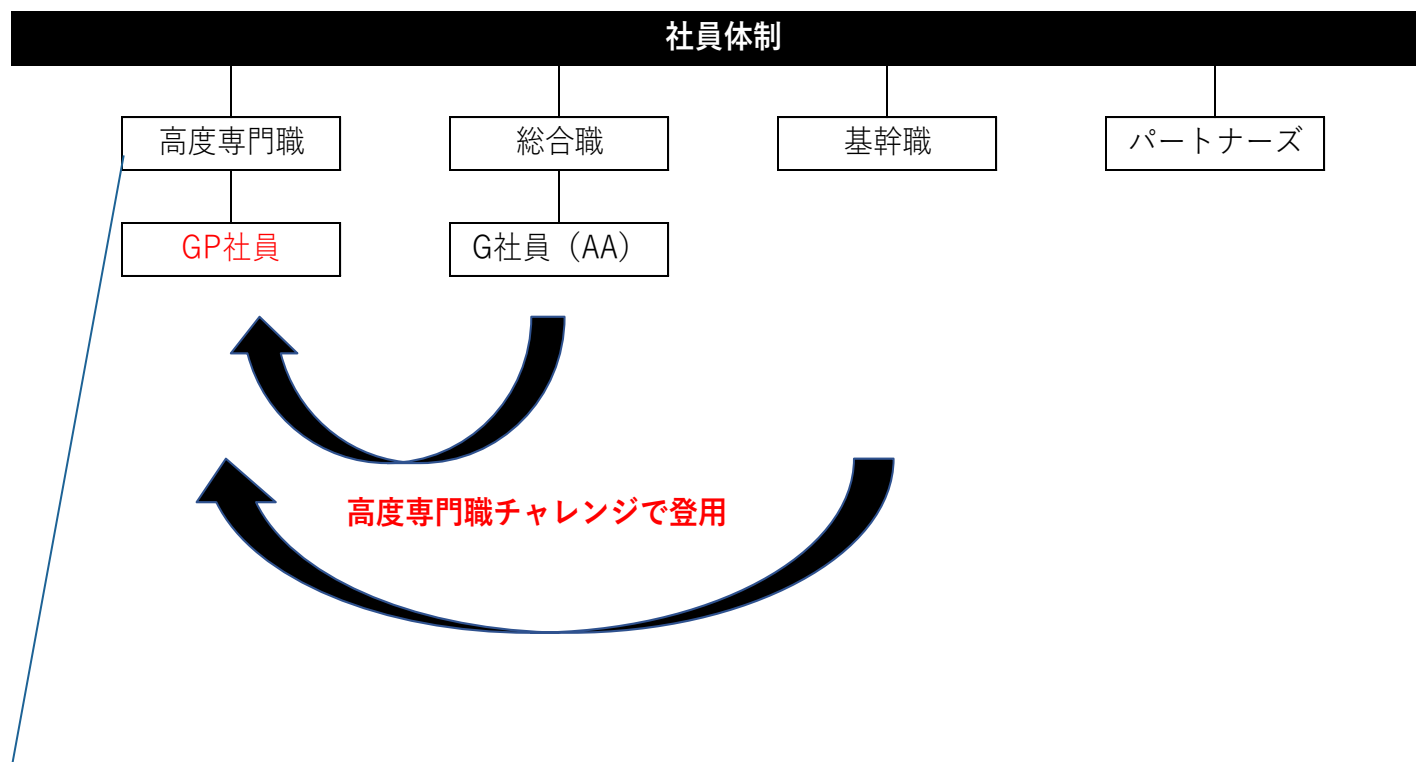 社員体制
高度専門職
総合職
基幹職
パートナーズ
GP社員
G社員（AA）
高度専門職チャレンジで登用